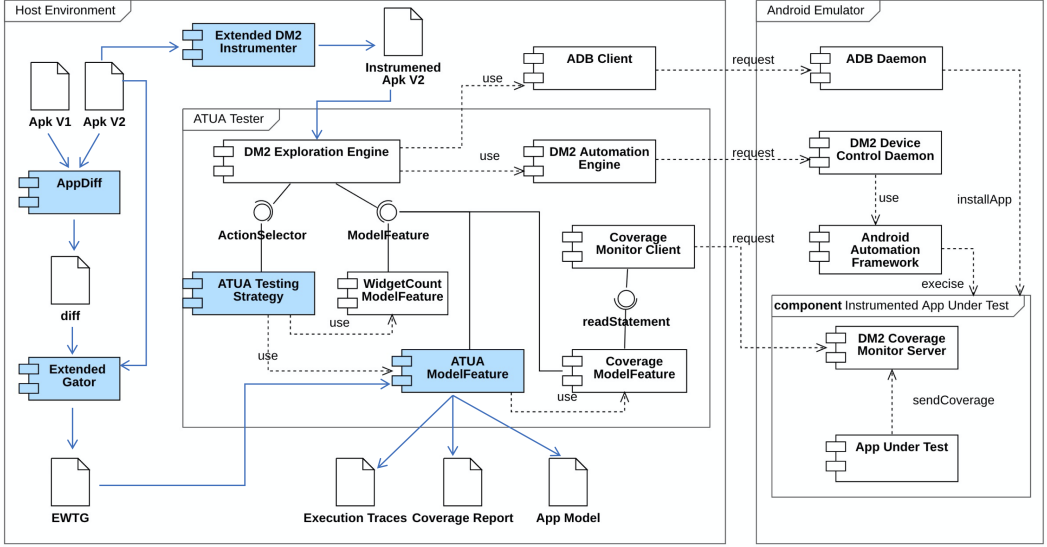 Host Environment
Android Emulator
Extended DM2
Instrumenter
Instrumened
Apk V2
ADB Client
request
ADB Daemon
use
Apk V1
Apk V2
ATUA Tester
DM2 Exploration Engine
use
DM2 Automation
Engine
request
DM2 Device
Control Daemon
AppDiff
use
installApp
ActionSelector
ModelFeature
Coverage
Monitor Client
request
Android
Automation
Framework
execise
diff
ATUA Testing
Strategy
WidgetCount
ModelFeature
component Instrumented App Under Test
use
readStatement
DM2 Coverage
Monitor Server
use
Extended
Gator
ATUA
ModelFeature
Coverage
ModelFeature
use
sendCoverage
App Under Test
EWTG
Execution Traces
Coverage Report
App Model